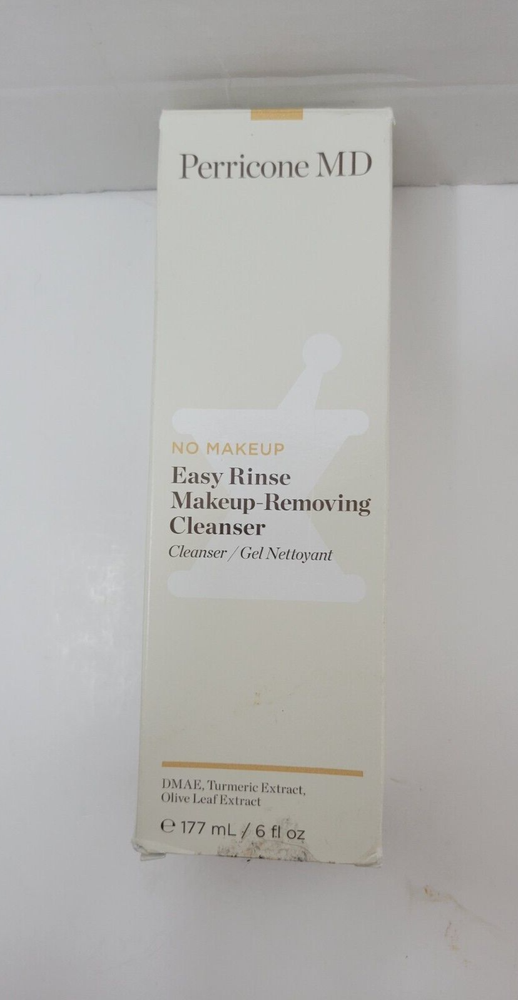 Perricone MD
NO MAKEUP
Easy Rinse
Makeup-Removing
Cleanser
Cleanser / Gel Nettoyant
DMAE, Turmeric Extract,
Olive Leaf Extract
℮ 177 mL / 6 fl oz